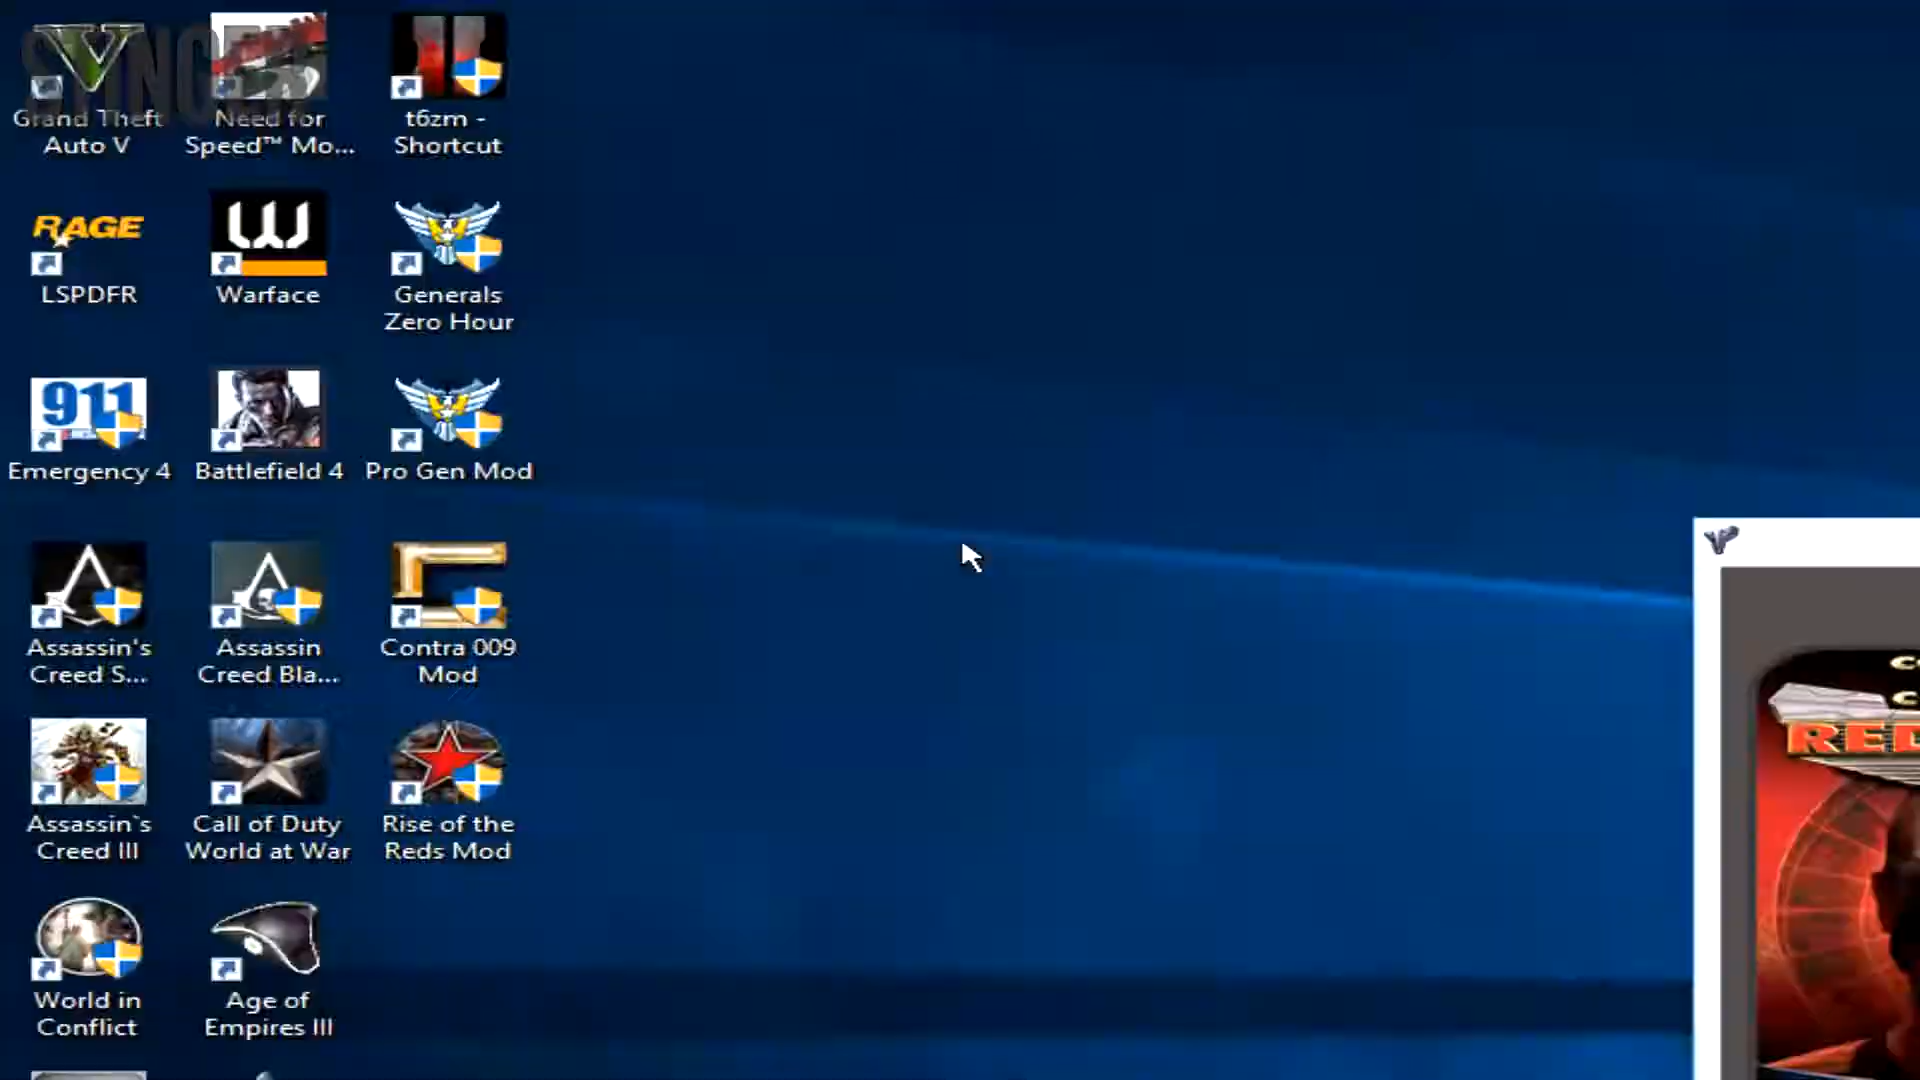 Grand Theft
Auto V
Need for
Speed™ Mo...
t6zm -
Shortcut
RAGE
LSPDFR
Warface
Generals
Zero Hour
911
Emergency 4
Battlefield 4
Pro Gen Mod
Assassin's
Creed S...
Assassin
Creed Bla...
Contra 009
Mod
Assassin`s
Creed III
Call of Duty
World at War
Rise of the
Reds Mod
World in
Conflict
Age of
Empires III
RED